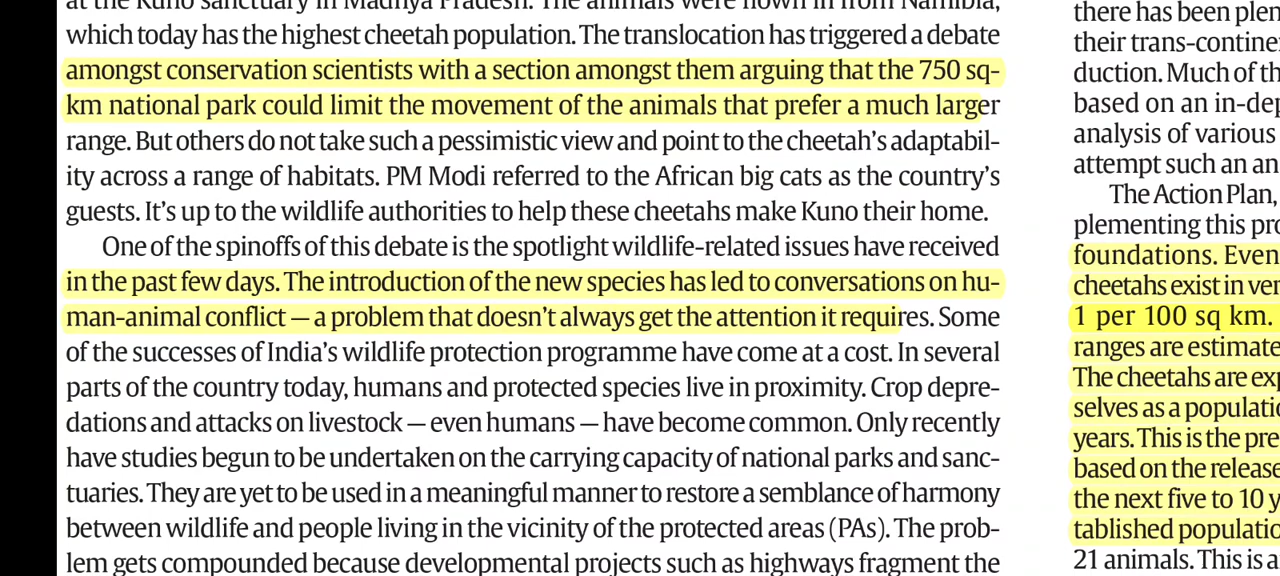 at the Kuno sanctuary in Madhya Pradesh. The animals were flown in from Namibia,
which today has the highest cheetah population. The translocation has triggered a debate
amongst conservation scientists with a section amongst them arguing that the 750 sq-
km national park could limit the movement of the animals that prefer a much larger
range. But others do not take such a pessimistic view and point to the cheetah's adaptabil-
ity across a range of habitats. PM Modi referred to the African big cats as the country's
guests. It's up to the wildlife authorities to help these cheetahs make Kuno their home.
One of the spinoffs of this debate is the spotlight wildlife-related issues have received
in the past few days. The introduction of the new species has led to conversations on hu-
man-animal conflict — a problem that doesn't always get the attention it requires. Some
of the successes of India's wildlife protection programme have come at a cost. In several
parts of the country today, humans and protected species live in proximity. Crop depre-
dations and attacks on livestock — even humans — have become common. Only recently
have studies begun to be undertaken on the carrying capacity of national parks and sanc-
tuaries. They are yet to be used in a meaningful manner to restore a semblance of harmony
between wildlife and people living in the vicinity of the protected areas (PAs). The prob-
lem gets compounded because developmental projects such as highways fragment the
there has been
their
duction. Much of
based on an
analysis of various
attempt such an
The Action Plan,
plementing this
foundations. Even
cheetahs exist in
1 per 100 sq km.
ranges are
The cheetahs are
selves as a
years. This is the
based on the
the next five to 10
tablished
21 animals. This is a